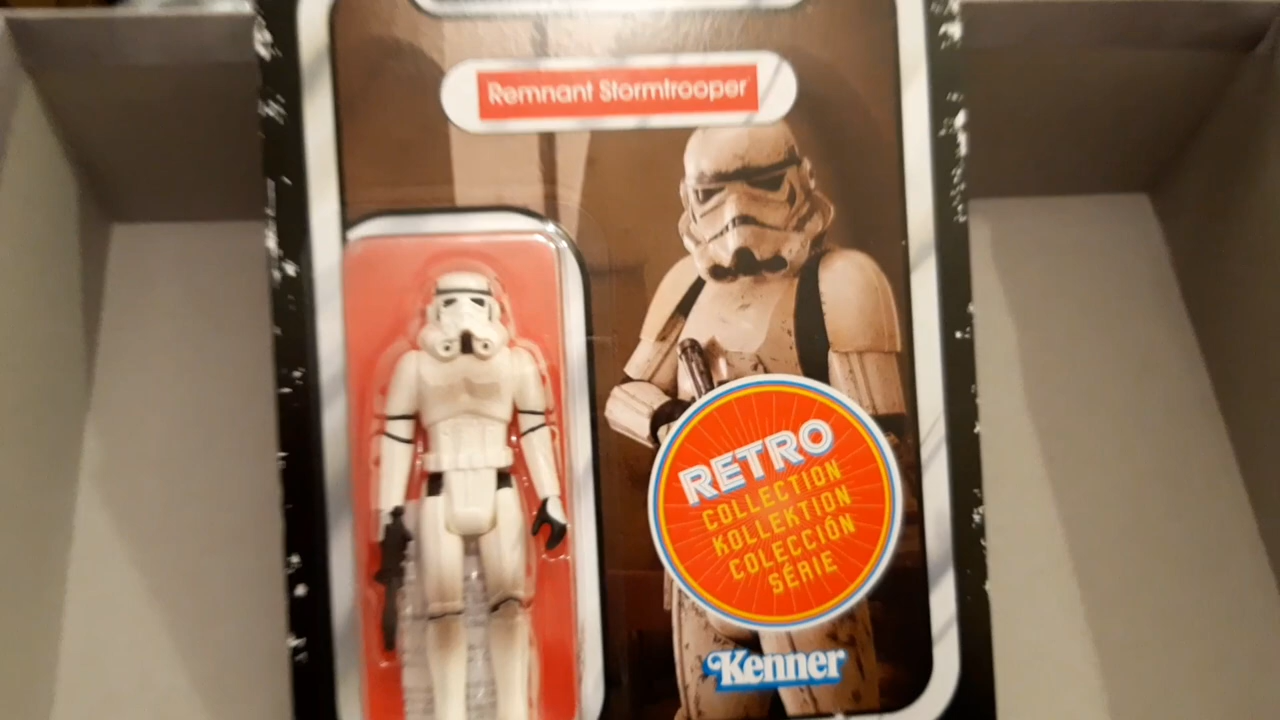 Remnant Stormtrooper
RETRO
COLLECTION
KOLLEKTION
COLECCIÓN
SÉRIE
Kenner